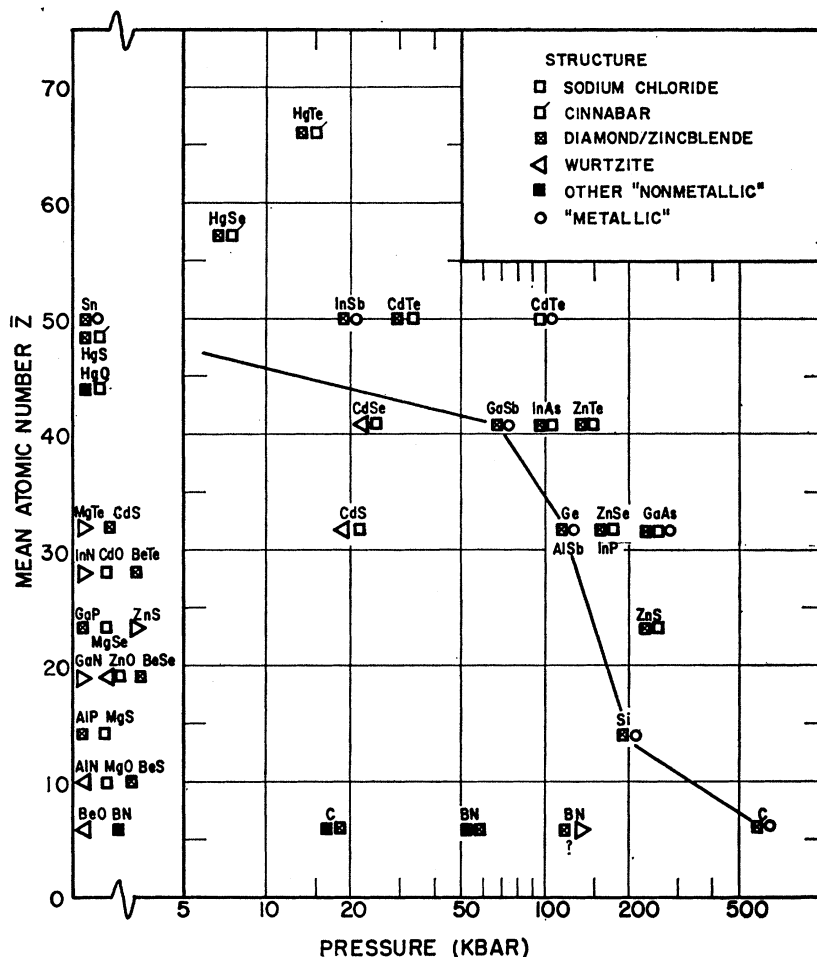 STRUCTURE
SODIUM CHLORIDE
CINNABAR
DIAMOND/ZINCBLENDE
WURTZITE
OTHER "NONMETALLIC"
"METALLIC"
MEAN ATOMIC NUMBER Z̅
70
60
50
40
30
20
10
0
HgTe
HgSe
Sn InSb CdTe CdTe
HgS
HgO
CdSe GaSb InAs ZnTe
MgTe CdS CdS Ge ZnSe GaAs
AlSb InP
InN CdO BeTe
GaP ZnS ZnS
MgSe
GaN ZnO BeSe
AlP MgS Si
AlN MgO BeS
BeO BN C BN BN C
?
5 10 20 50 100 200 500
PRESSURE (KBAR)